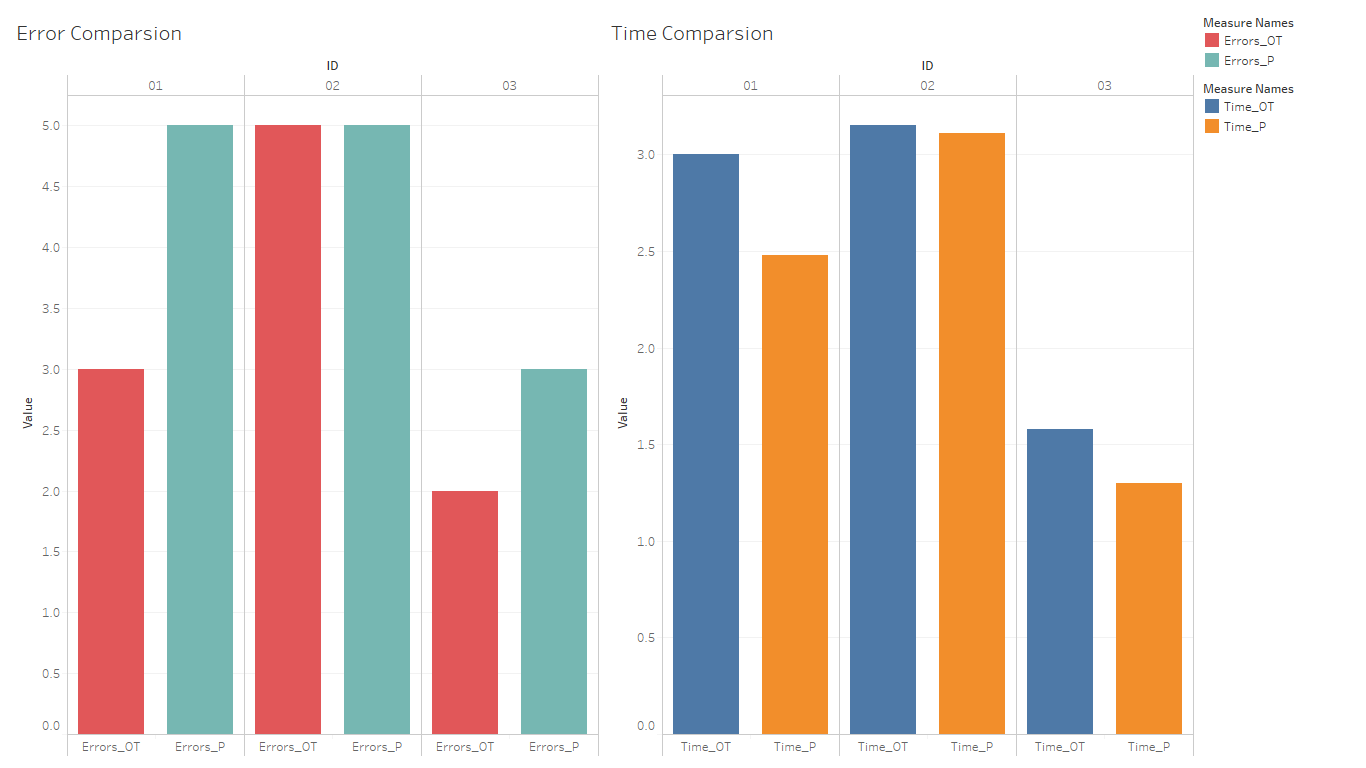 Error Comparsion
ID
01 02 03
5.0
4.5
4.0
3.5
3.0
2.5
2.0
1.5
1.0
0.5
0.0
Value
Errors_OT Errors_P Errors_OT Errors_P Errors_OT Errors_P
Time Comparsion
ID
01 02 03
3.0
2.5
2.0
1.5
1.0
0.5
0.0
Value
Time_OT Time_P Time_OT Time_P Time_OT Time_P
Measure Names
Errors_OT
Errors_P
Measure Names
Time_OT
Time_P